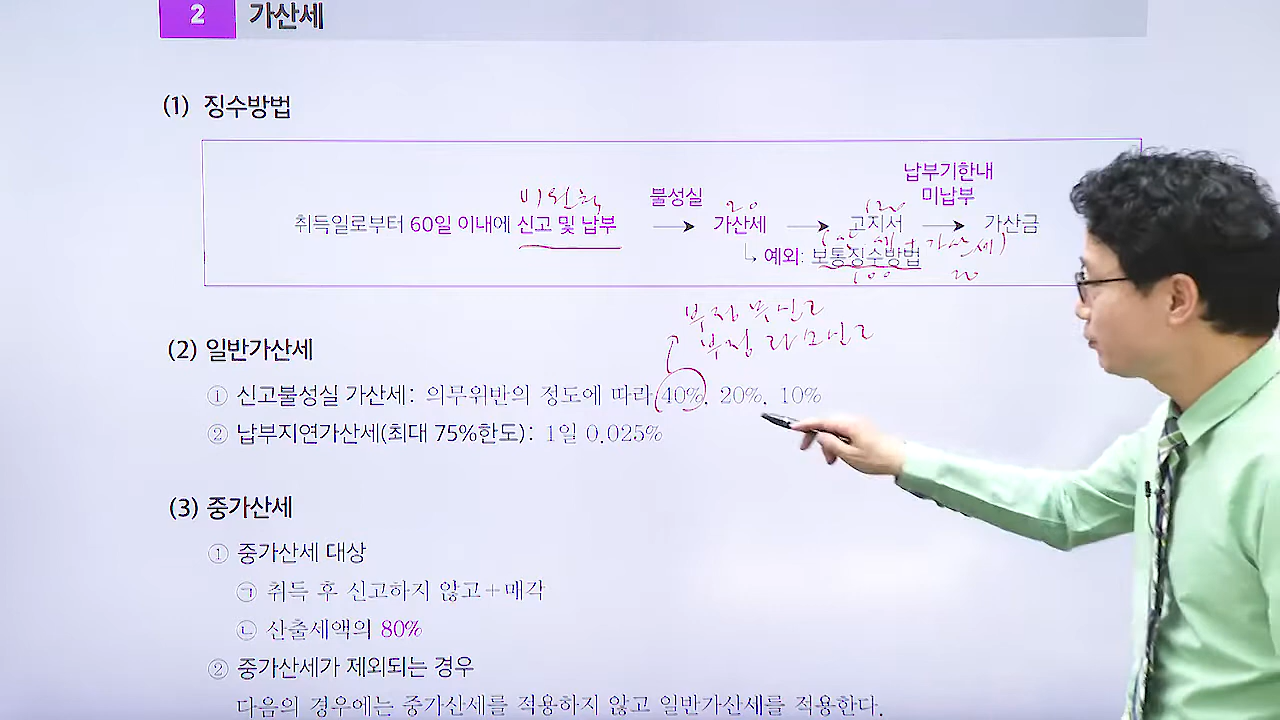 2 가산세
(1) 징수방법
납부기한내
불성실 미납부
취득일로부터 60일 이내에 신고 및 납부 → 가산세 → 고지서 → 가산금
20
예외: 보통징수방법
가산세)
100 20
(2) 일반가산세
① 신고불성실 가산세: 의무위반의 정도에 따라 40%, 20%, 10%
② 납부지연가산세(최대 75%한도): 1일 0.025%
(3) 중가산세
① 중가산세 대상
㉠ 취득 후 신고하지 않고+매각
㉡ 산출세액의 80%
② 중가산세가 제외되는 경우
다음의 경우에는 중가산세를 적용하지 않고 일반가산세를 적용한다.